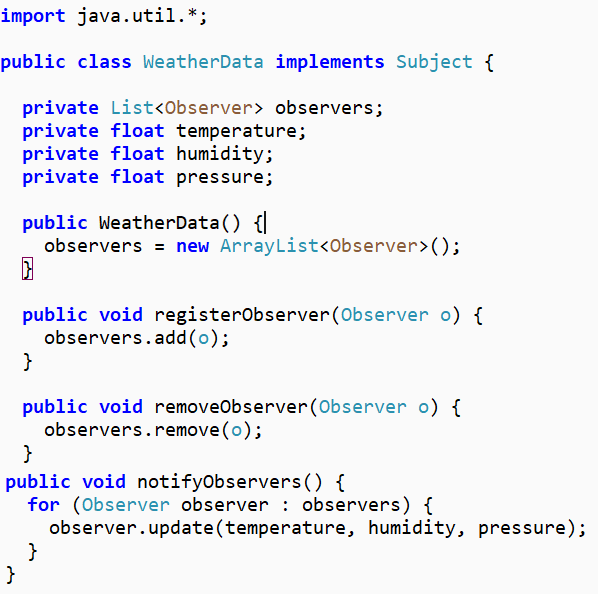 import java.util.*;
public class WeatherData implements Subject {
private List<Observer> observers;
private float temperature;
private float humidity;
private float pressure;
public WeatherData() {
observers = new ArrayList<Observer>();
}
public void registerObserver(Observer o) {
observers.add(o);
}
public void removeObserver(Observer o) {
observers.remove(o);
}
public void notifyObservers() {
for (Observer observer : observers) {
observer.update(temperature, humidity, pressure);
}
}